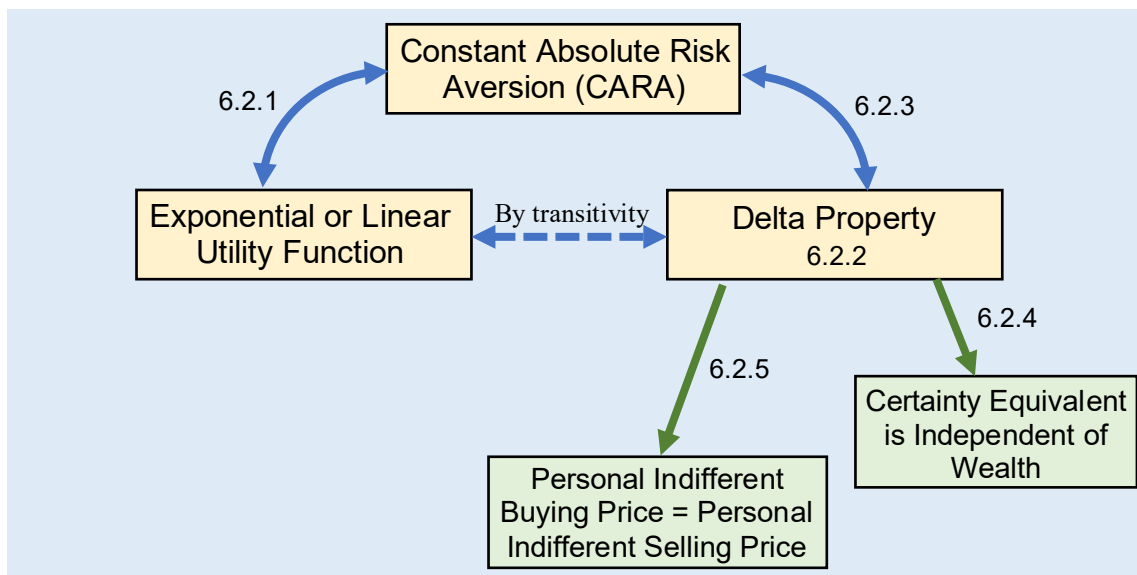 Constant Absolute Risk
Aversion (CARA)
6.2.1
6.2.3
Exponential or Linear
Utility Function
By transitivity
Delta Property
6.2.2
6.2.4
6.2.5
Certainty Equivalent
is Independent of
Wealth
Personal Indifferent
Buying Price = Personal
Indifferent Selling Price